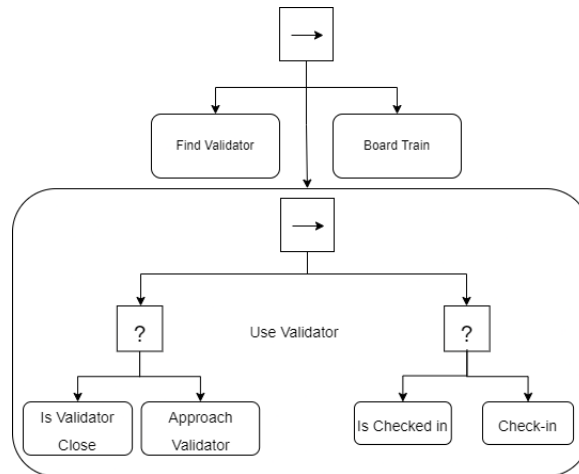 Find Validator
Board Train
?
Use Validator
?
Is Validator
Close
Approach
Validator
Is Checked in
Check-in